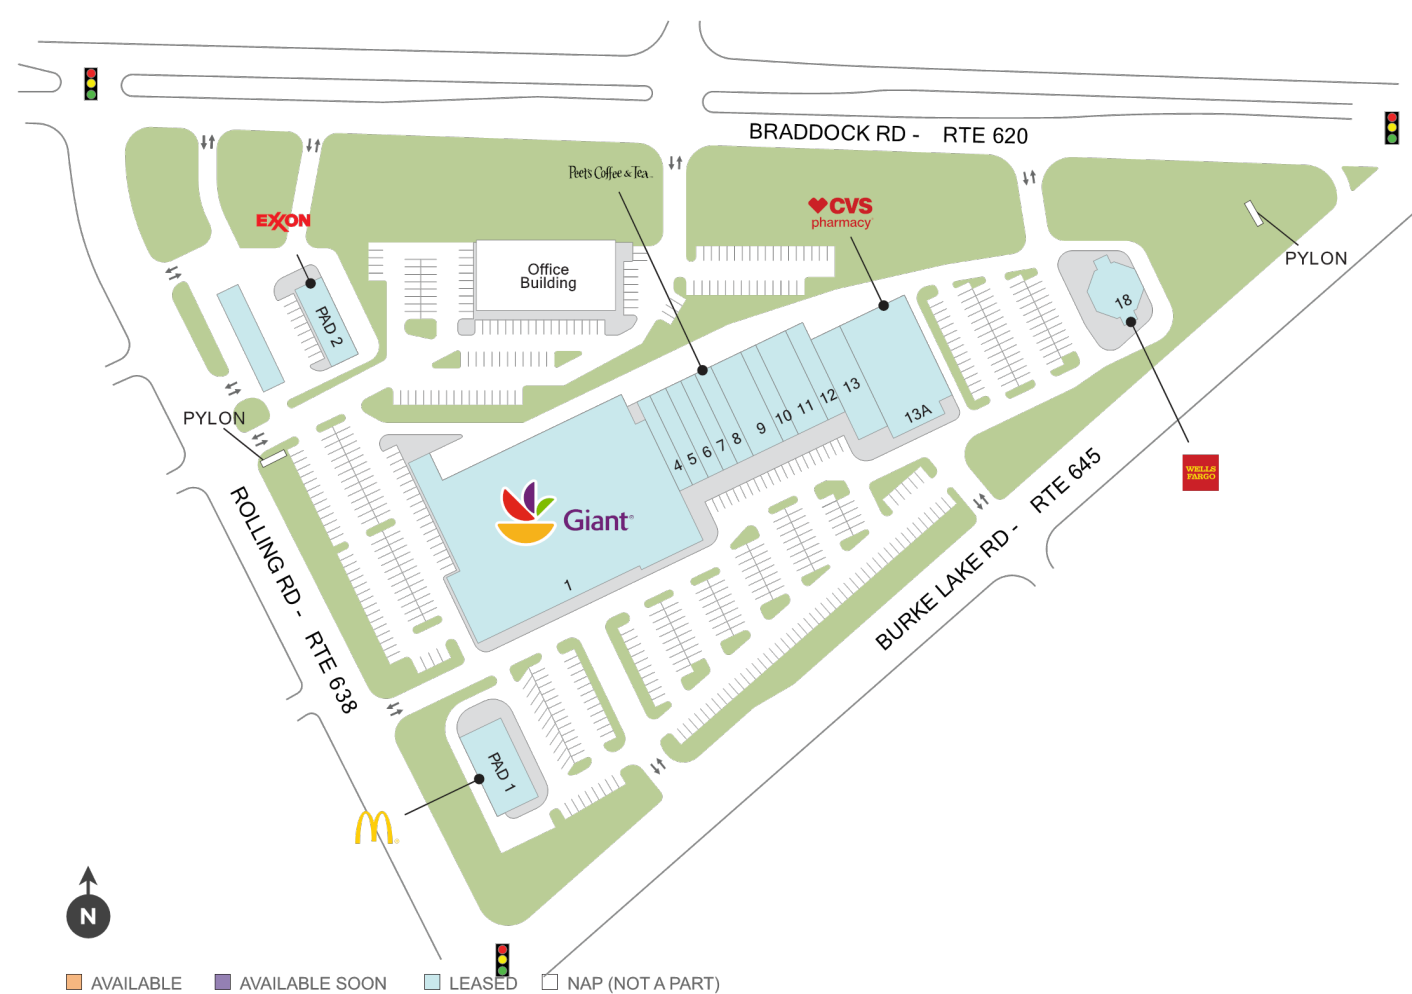 BRADDOCK RD - RTE 620
Peet's Coffee & Tea
CVS
pharmacy
EXXON
PYLON
Office
Building
18
PAD 2
PYLON
WELLS
FARGO
13
13A
12
11
10
9
8
7
6
5
4
Giant
1
ROLLING RD - RTE 638
BURKE LAKE RD - RTE 645
PAD 1
M
N
AVAILABLE
AVAILABLE SOON
LEASED
NAP (NOT A PART)